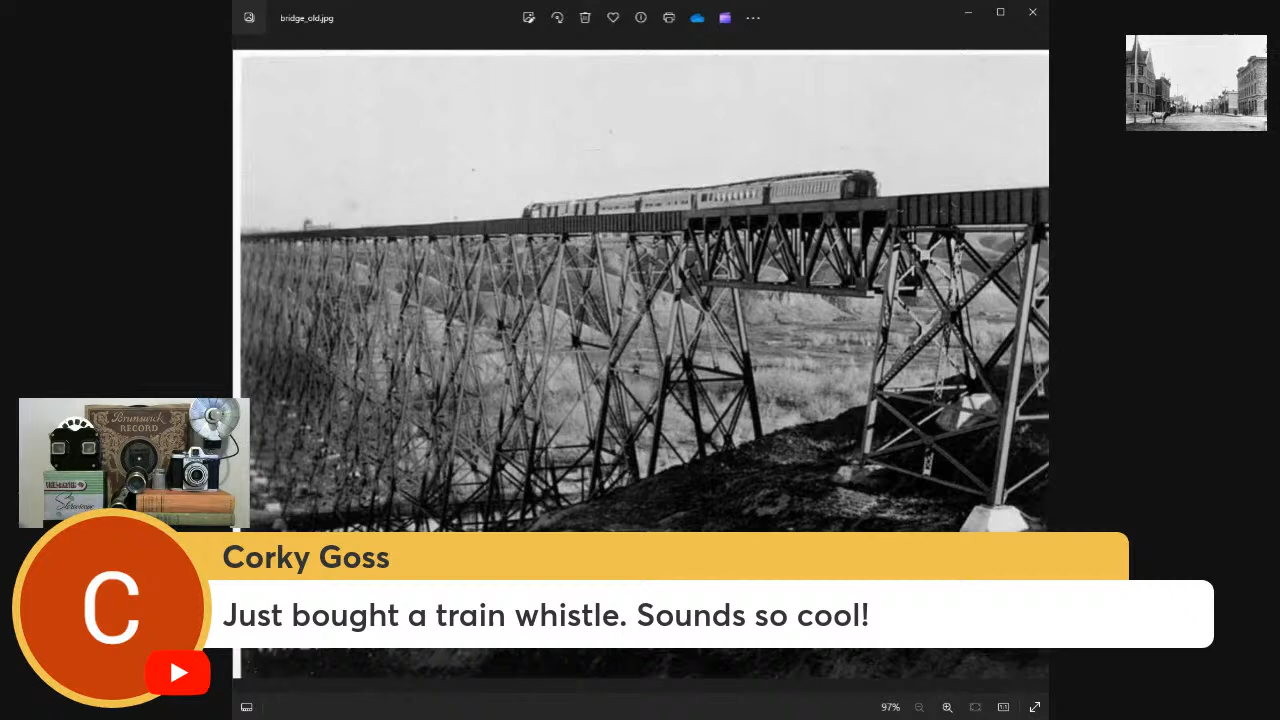 bridge_old.jpg
Brunswick
RECORD
Corky Goss
C
Just bought a train whistle. Sounds so cool!
97%